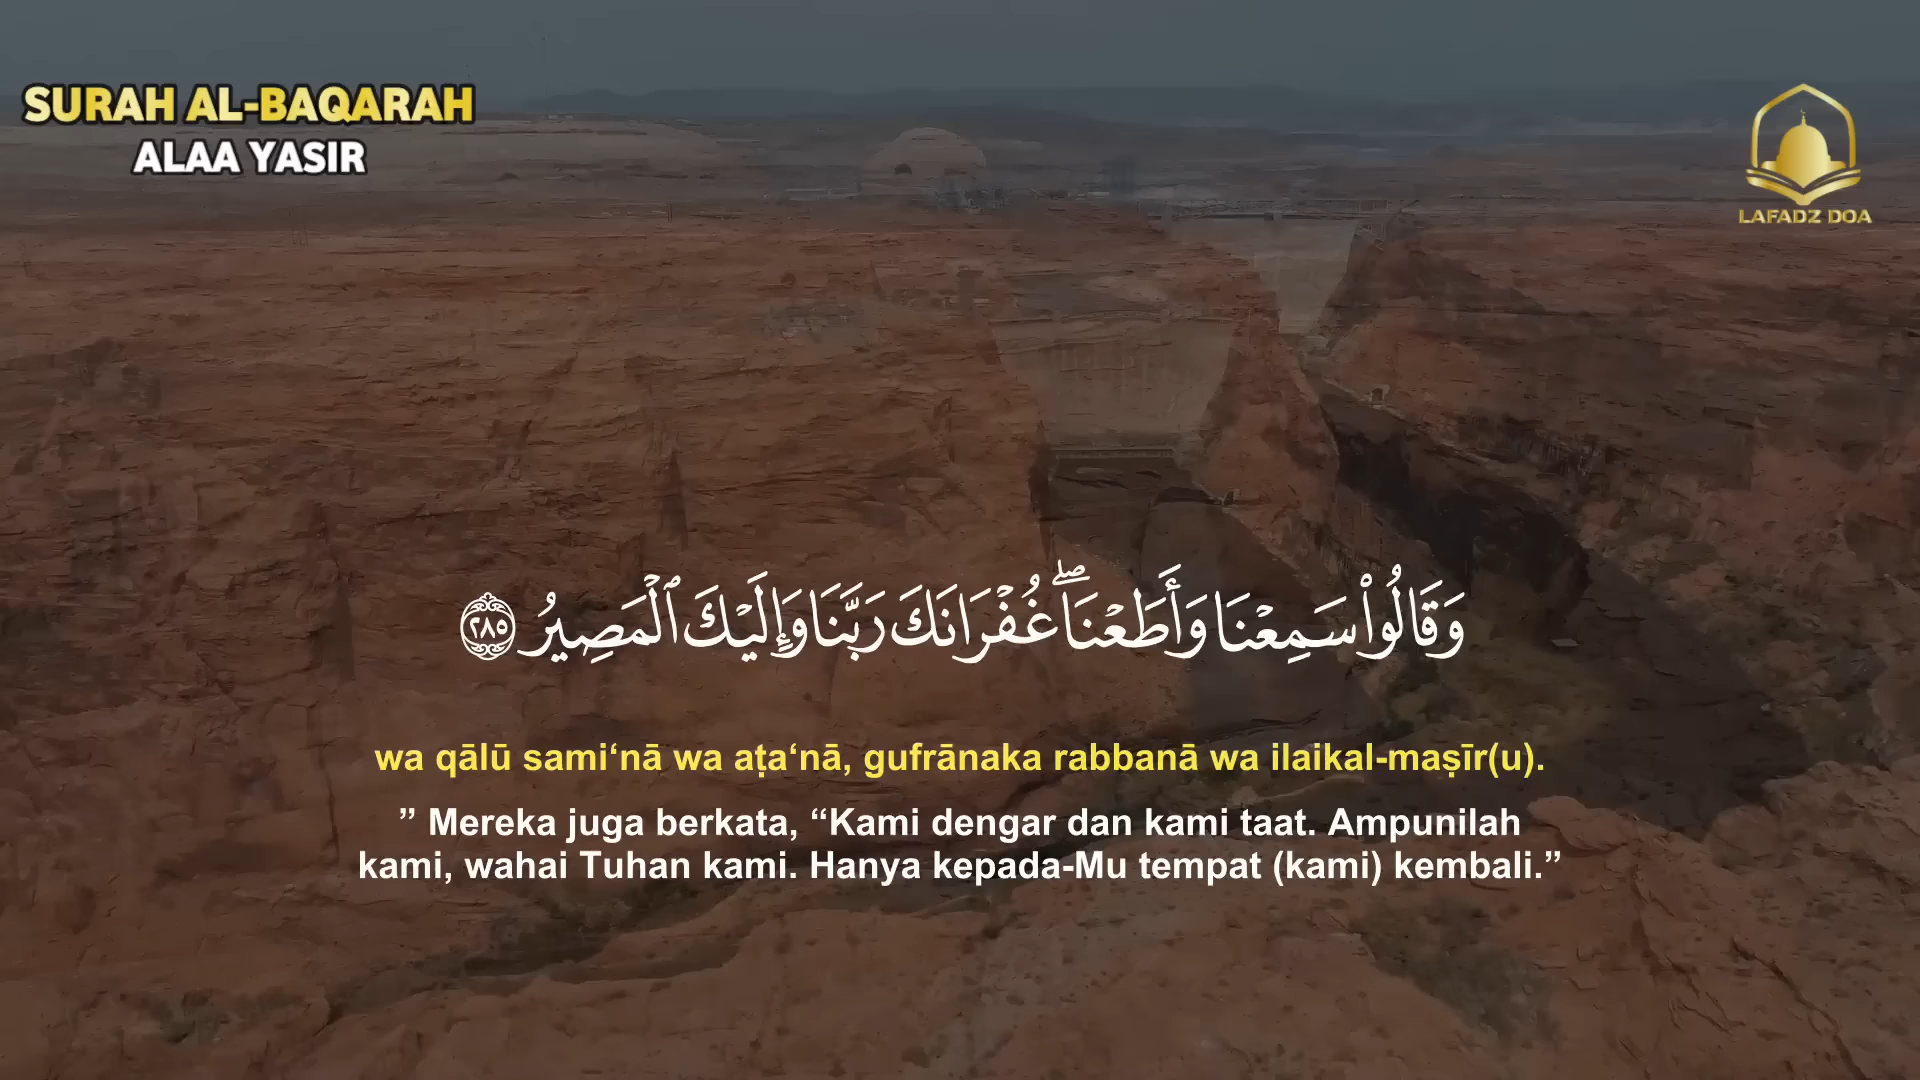 SURAH AL-BAQARAH
ALAA YASIR
LAFADZ DOA
وَقَالُوا۟ سَمِعْنَا وَأَطَعْنَا ۖ غُفْرَانَكَ رَبَّنَا وَإِلَيْكَ ٱلْمَصِيرُ ٢٨٥
wa qālū sami‘nā wa aṭa‘nā, gufrānaka rabbanā wa ilaikal-maṣīr(u).
” Mereka juga berkata, “Kami dengar dan kami taat. Ampunilah
kami, wahai Tuhan kami. Hanya kepada-Mu tempat (kami) kembali.”